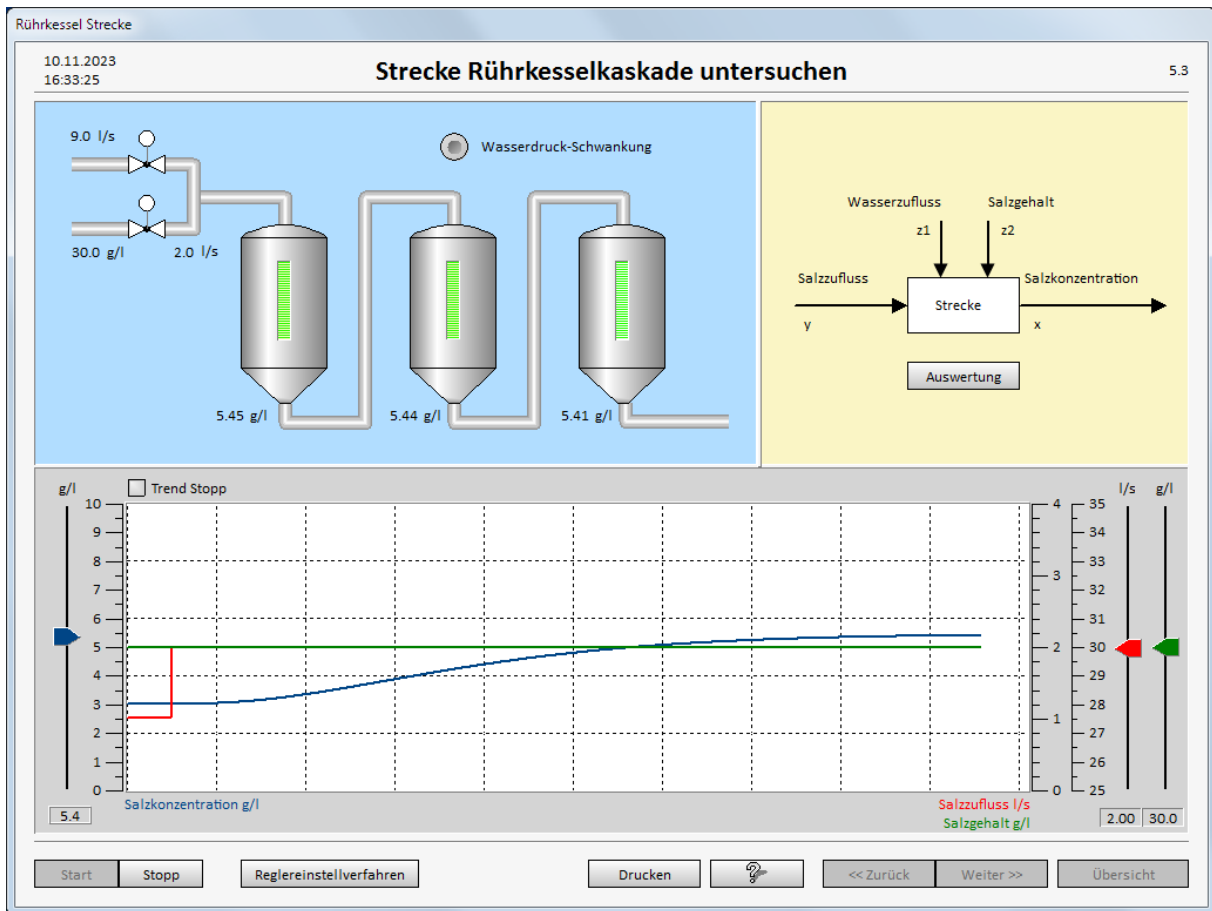 Rührkessel Strecke
10.11.2023
16:33:25
Strecke Rührkesselkaskade untersuchen
5.3
9.0 l/s
Wasserdruck-Schwankung
30.0 g/l
2.0 l/s
5.45 g/l
5.44 g/l
5.41 g/l
Wasserzufluss
Salzgehalt
z1
z2
Salzzufluss
Salzkonzentration
Strecke
y
x
Auswertung
g/l
Trend Stopp
l/s
g/l
10
9
8
7
6
5
4
3
2
1
0
4
3
2
1
0
35
34
33
32
31
30
29
28
27
26
25
5.4
Salzkonzentration g/l
Salzzufluss l/s
Salzgehalt g/l
2.00
30.0
Start
Stopp
Reglereinstellverfahren
Drucken
<< Zurück
Weiter >>
Übersicht